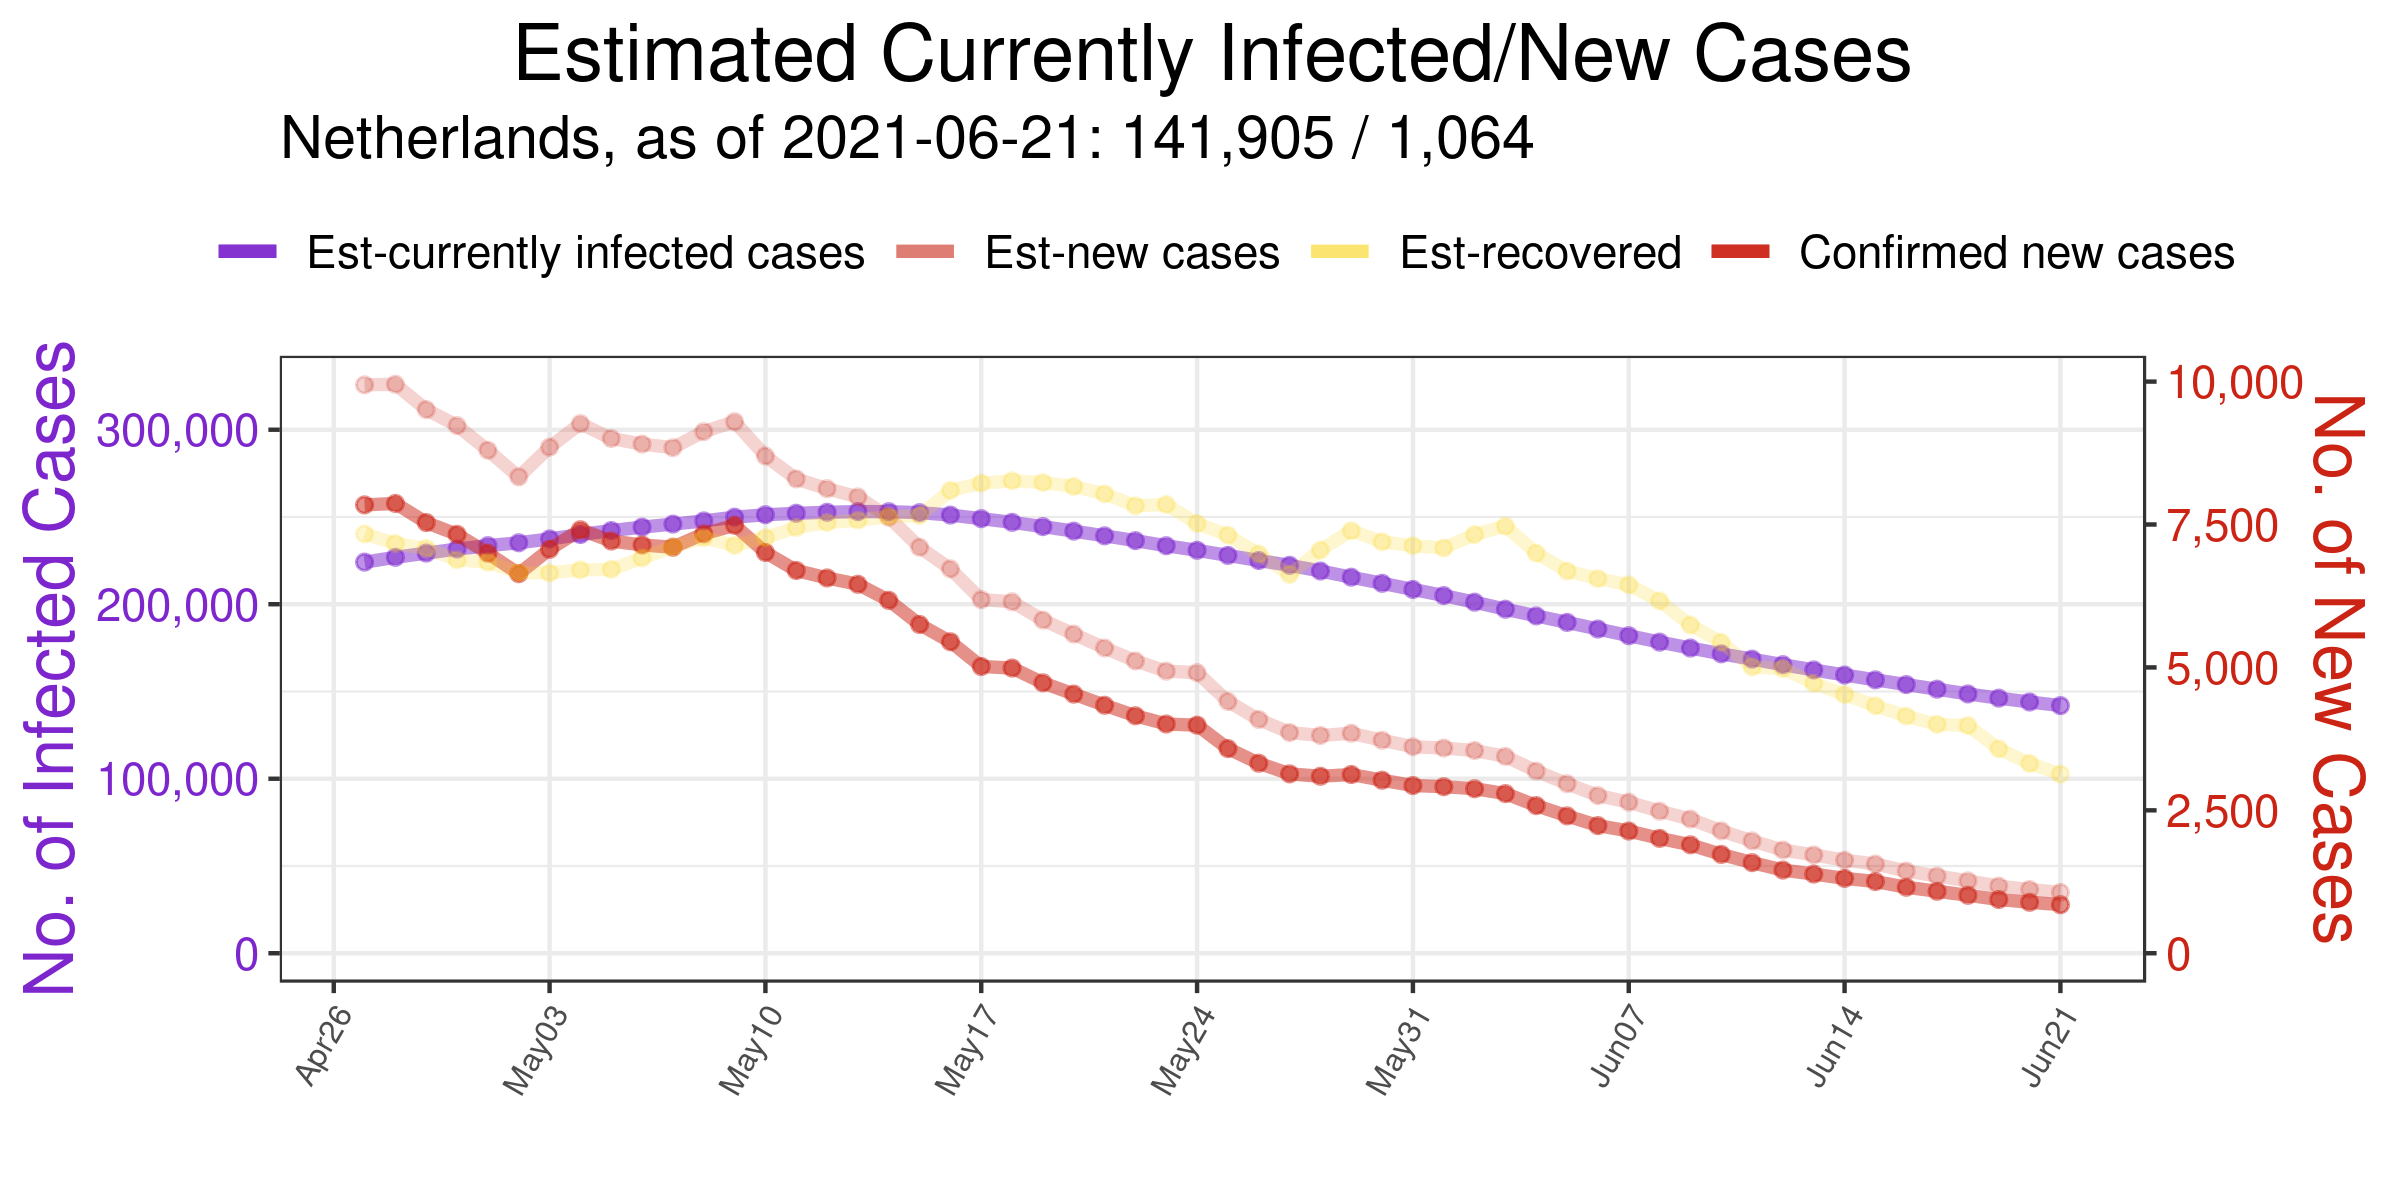 Estimated Currently Infected/New Cases
Netherlands, as of 2021-06-21: 141,905 / 1,064
Est-currently infected cases Est-new cases Est-recovered Confirmed new cases
No. of Infected Cases
300,000
200,000
100,000
0
10,000
7,500
5,000
2,500
0
No. of New Cases
Apr26 May03 May10 May17 May24 May31 Jun07 Jun14 Jun21